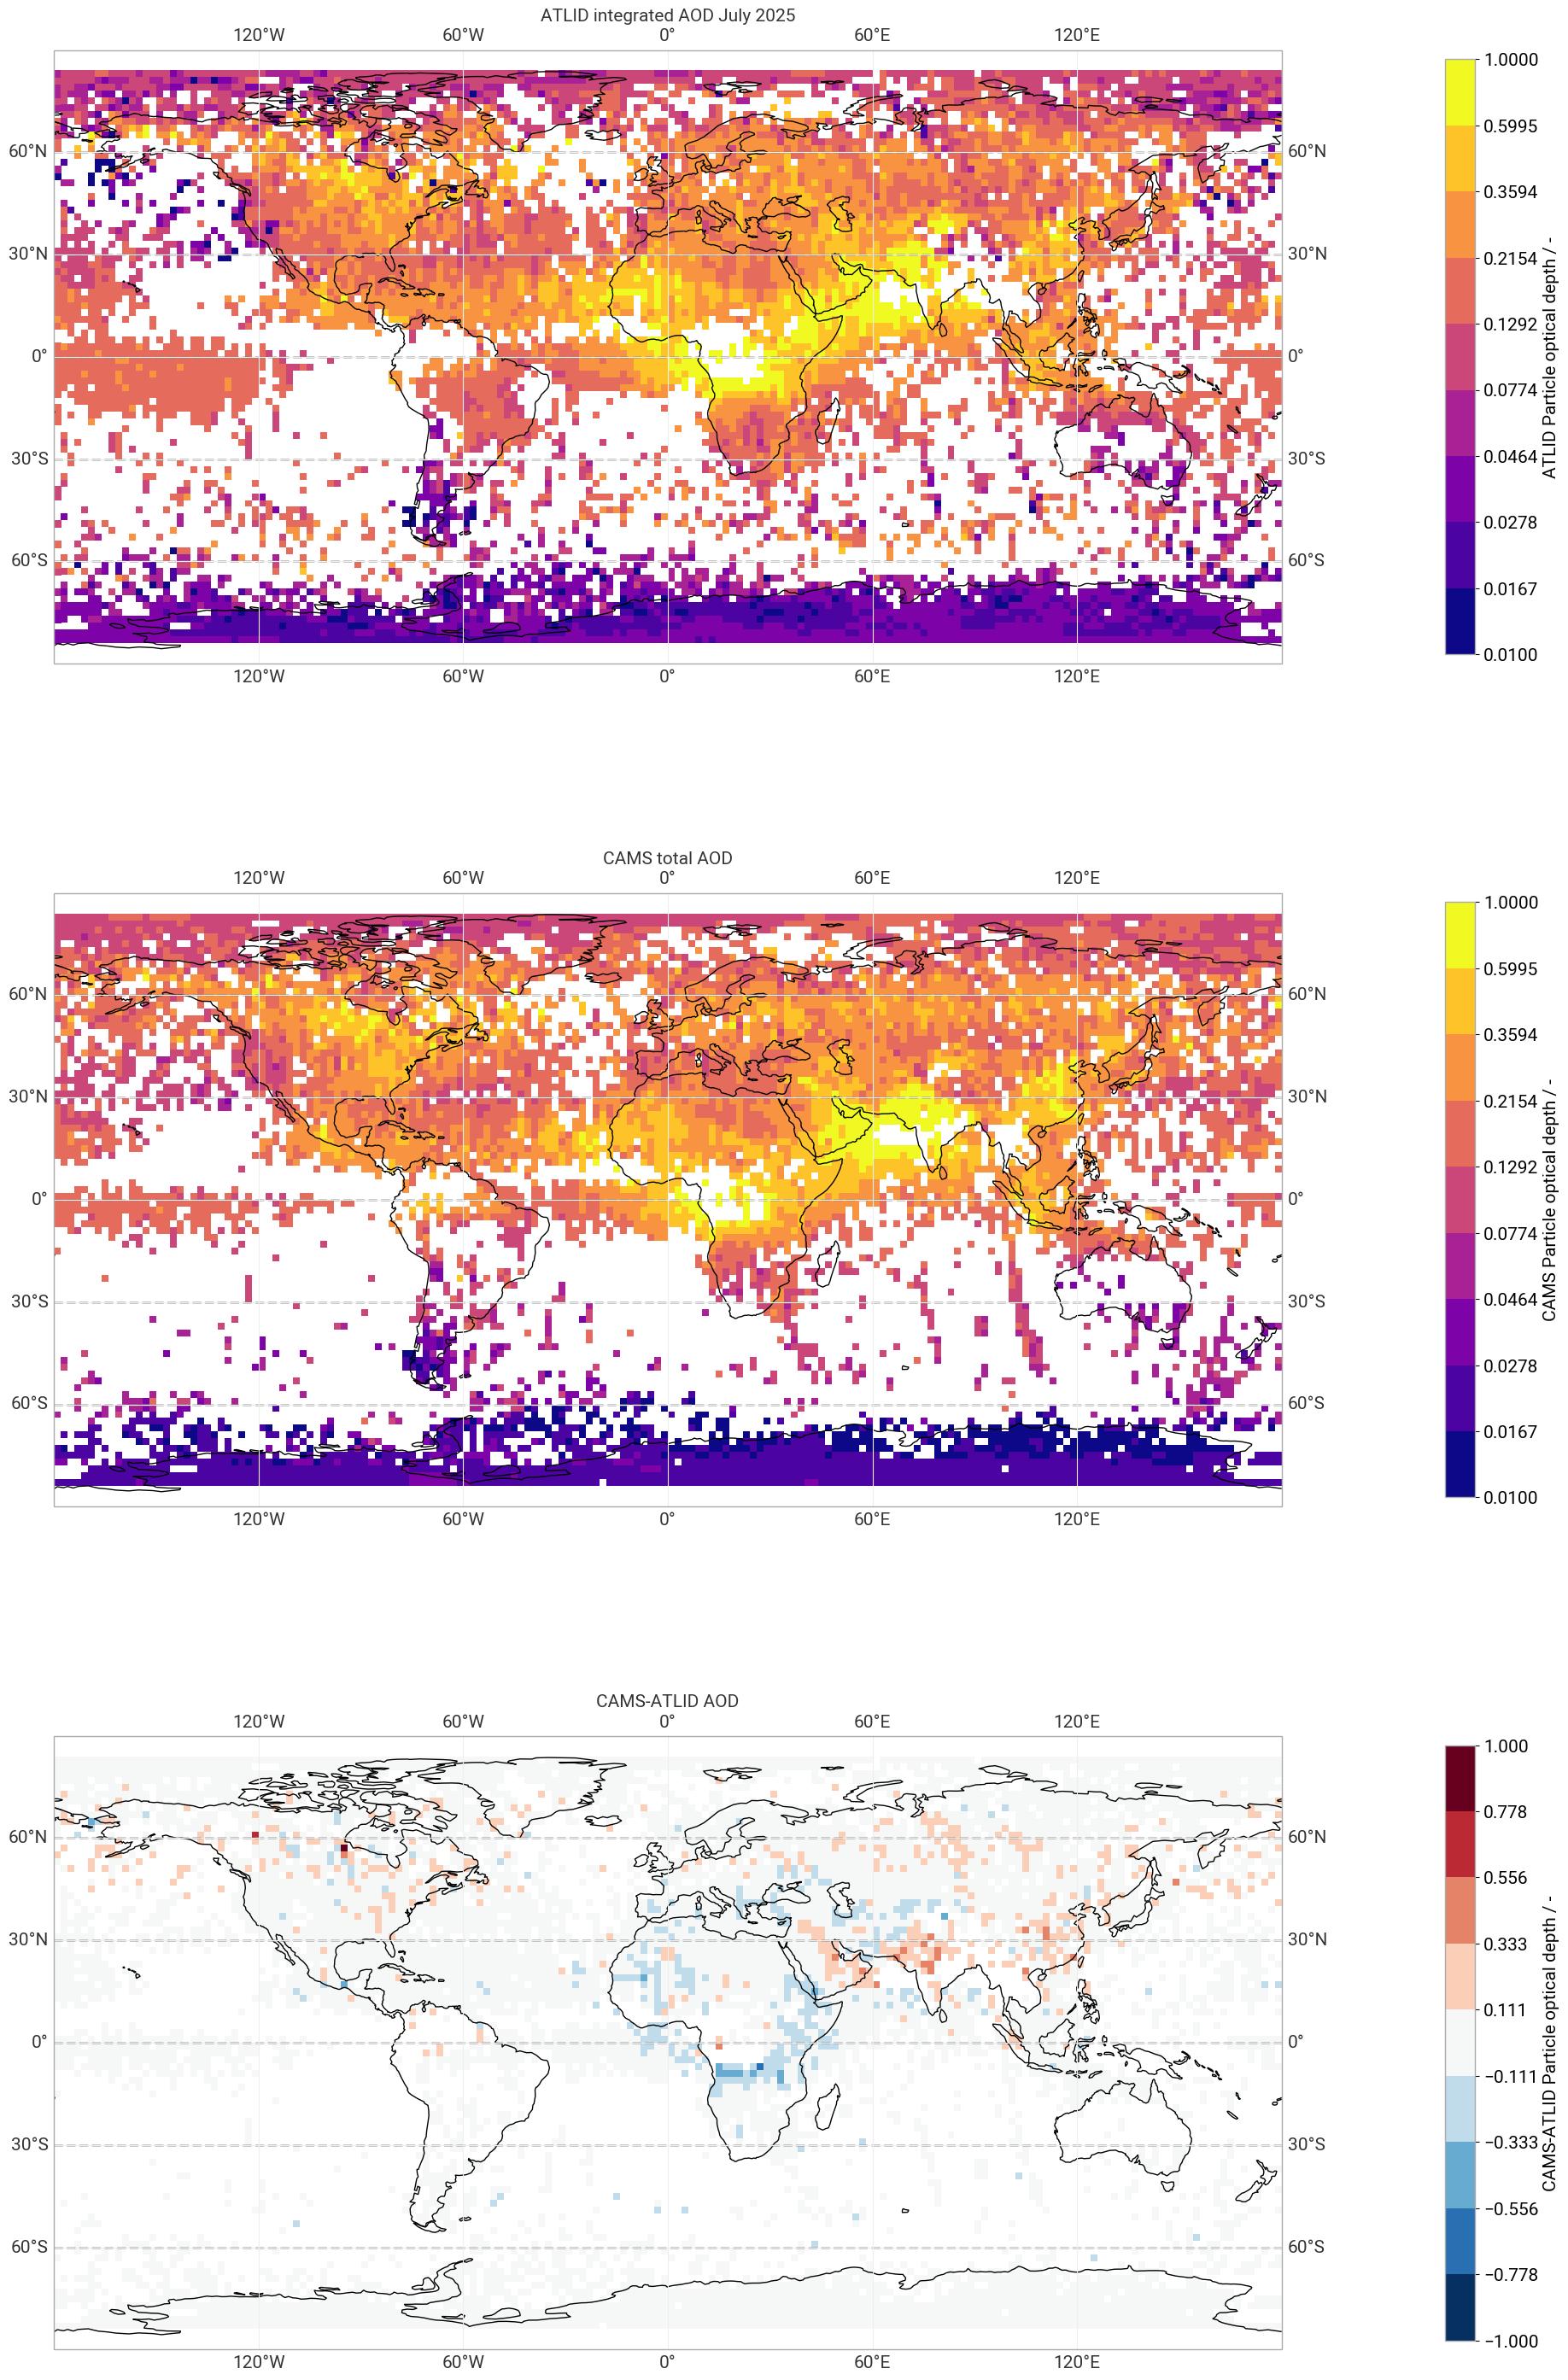 ATLID integrated AOD July 2025
120°W 60°W 0° 60°E 120°E
60°N 60°N
30°N 30°N
0° 0°
30°S 30°S
60°S 60°S
120°W 60°W 0° 60°E 120°E
1.0000
0.5995
0.3594
0.2154
0.1292
0.0774
0.0464
0.0278
0.0167
0.0100
ATLID Particle optical depth / -
CAMS total AOD
120°W 60°W 0° 60°E 120°E
60°N 60°N
30°N 30°N
0° 0°
30°S 30°S
60°S 60°S
120°W 60°W 0° 60°E 120°E
1.0000
0.5995
0.3594
0.2154
0.1292
0.0774
0.0464
0.0278
0.0167
0.0100
CAMS Particle optical depth / -
CAMS-ATLID AOD
120°W 60°W 0° 60°E 120°E
60°N 60°N
30°N 30°N
0° 0°
30°S 30°S
60°S 60°S
120°W 60°W 0° 60°E 120°E
1.000
0.778
0.556
0.333
0.111
−0.111
−0.333
−0.556
−0.778
−1.000
CAMS-ATLID Particle optical depth / -